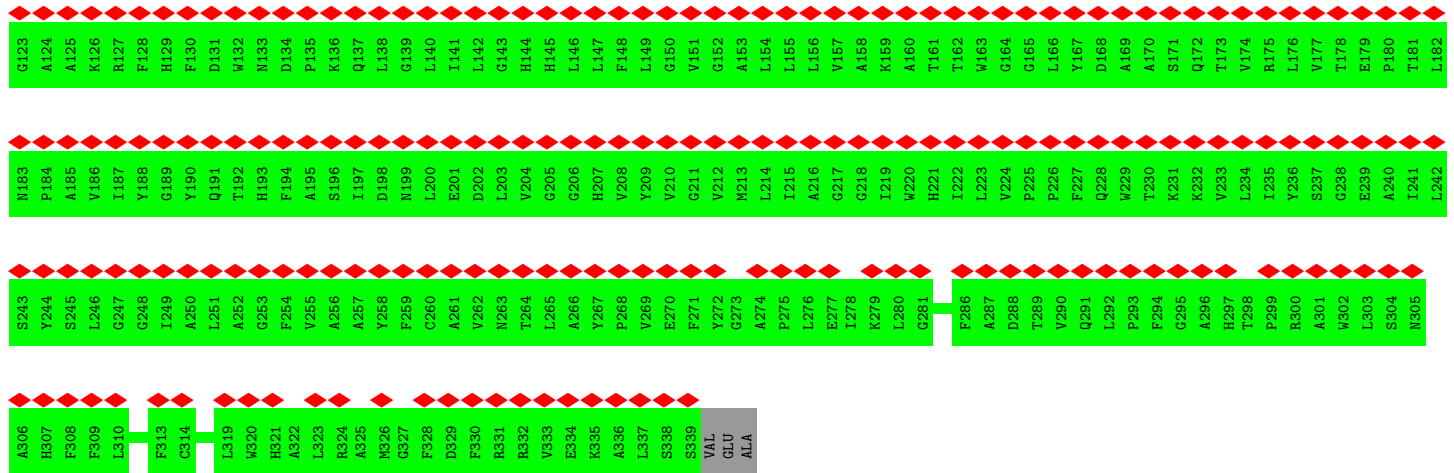 G123 A124 A125 K126 R127 F128 H129 F130 D131 W132 N133 D134 P135 K136 Q137 L138 G139 L140 I141 L142 G143 H144 H145 L146 L147 F148 L149 G150 V151 G152 A153 L154 L155 L156 V157 A158 K159 A160 T161 T162 W163 G164 G165 L166 Y167 D168 A169 A170 S171 Q172 T173 V174 R175 L176 V177 T178 E179 P180 T181 L182
N183 P184 A185 V186 I187 Y188 G189 Y190 Q191 T192 H193 F194 A195 S196 I197 D198 N199 L200 E201 D202 L203 V204 G205 G206 H207 V208 Y209 V210 G211 V212 M213 L214 I215 A216 G217 G218 I219 W220 H221 I222 L223 V224 P225 P226 F227 Q228 W229 T230 K231 K232 V233 L234 I235 Y236 S237 G238 E239 A240 I241 L242
S243 Y244 S245 L246 G247 G248 I249 A250 L251 A252 G253 F254 V255 A256 A257 Y258 F259 C260 A261 V262 N263 T264 L265 A266 Y267 P268 V269 E270 F271 Y272 G273 A274 P275 L276 E277 I278 K279 L280 G281 F286 A287 D288 T289 V290 Q291 L292 P293 F294 G295 A296 H297 T298 P299 R300 A301 W302 L303 S304 N305
A306 H307 F308 F309 L310 F313 C314 L319 W320 H321 A322 L323 R324 A325 M326 G327 F328 D329 F330 R331 R332 V333 E334 K335 A336 L337 S338 S339 VAL GLU ALA